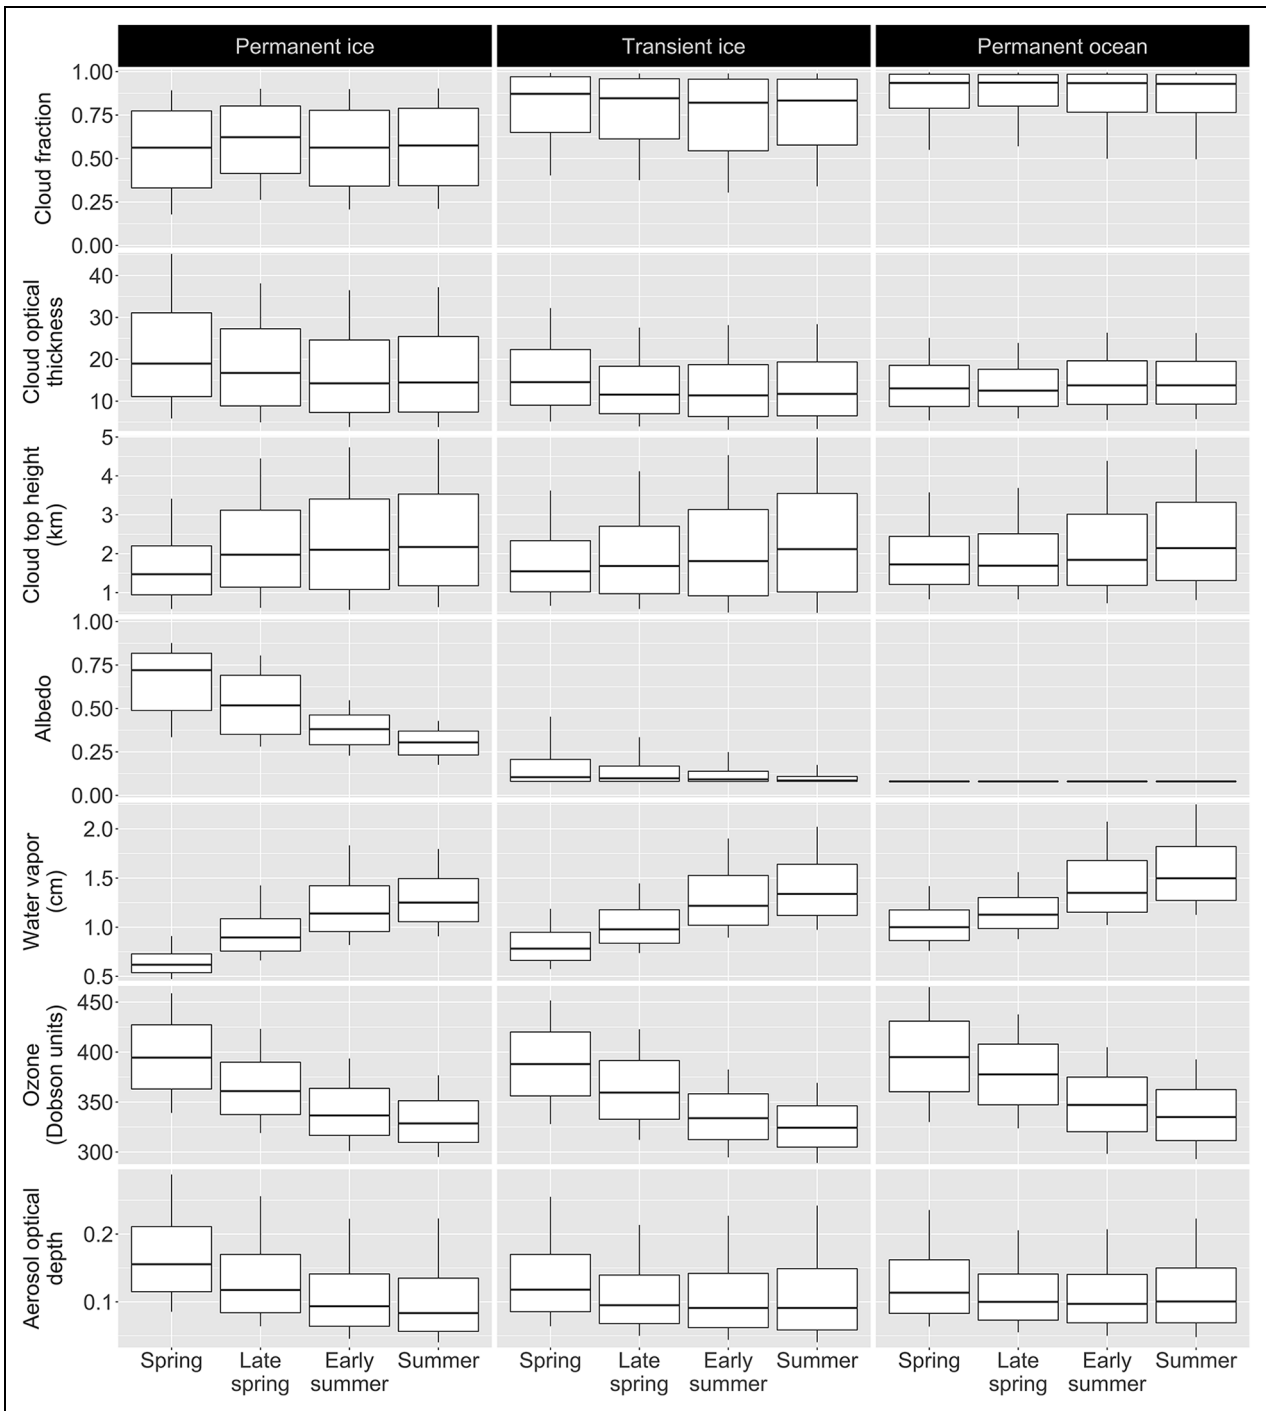 Permanent ice Transient ice Permanent ocean
Cloud fraction
1.00
0.75
0.50
0.25
0.00
Cloud optical
thickness
40
30
20
10
Cloud top height
(km)
5
4
3
2
1
Albedo
1.00
0.75
0.50
0.25
0.00
Water vapor
(cm)
2.0
1.5
1.0
0.5
Ozone
(Dobson units)
450
400
350
300
Aerosol optical
depth
0.2
0.1
Spring Late Early Summer Spring Late Early Summer Spring Late Early Summer
spring summer spring summer spring summer